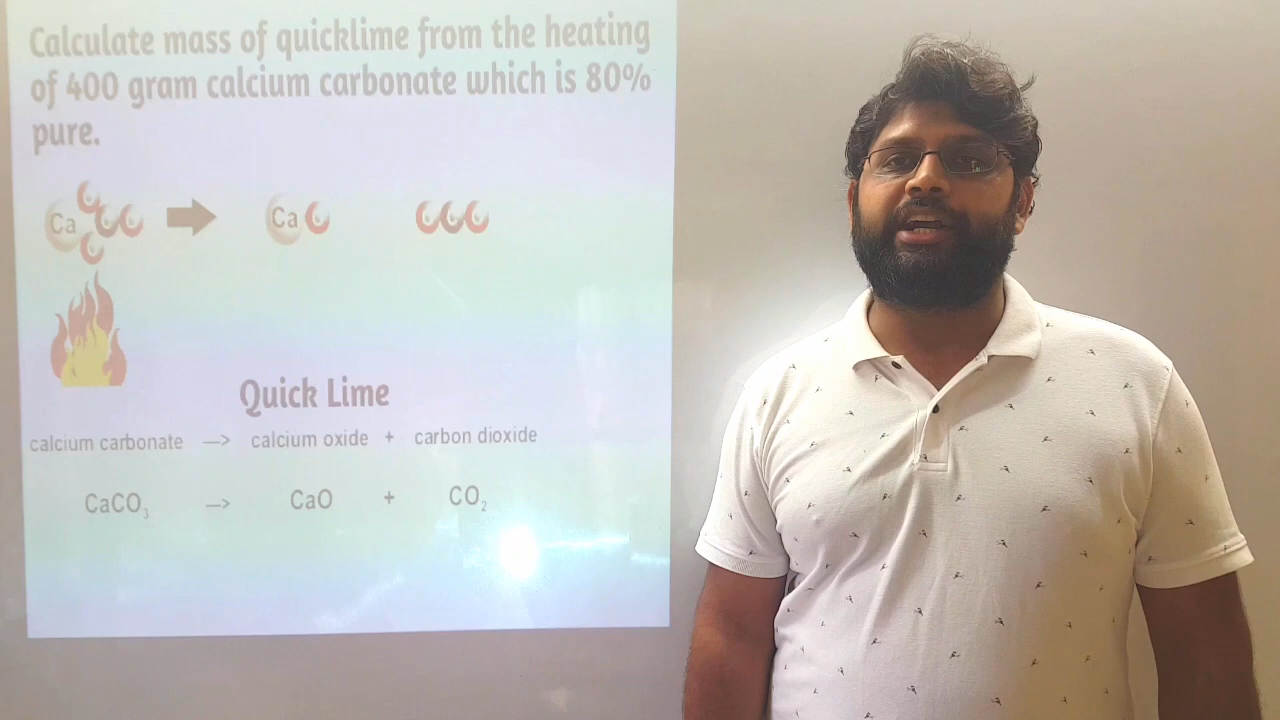 Calculate mass of quicklime from the heating
of 400 gram calcium carbonate which is 80%
pure.
Ca Ca
Quick Lime
calcium carbonate —> calcium oxide + carbon dioxide
CaCO₃ —> CaO + CO₂